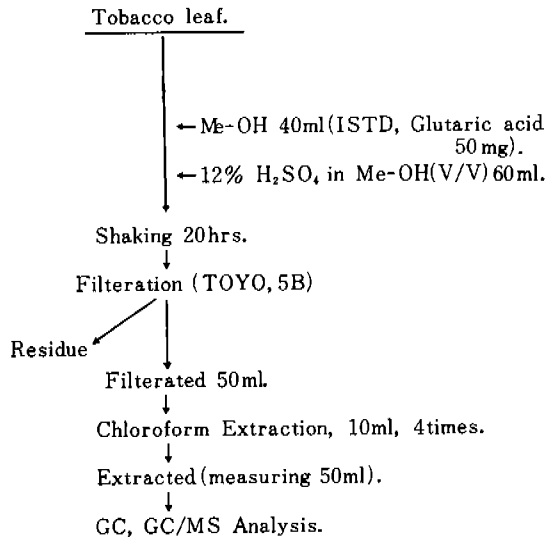 Tobacco leaf.
Me-OH 40ml(ISTD, Glutaric acid
50mg).
12% H₂SO₄ in Me-OH(V/V)60ml.
Shaking 20hrs.
Filteration (TOYO, 5B)
Residue
Filterated 50ml.
Chloroform Extraction, 10ml, 4times.
Extracted(measuring 50ml).
GC, GC/MS Analysis.